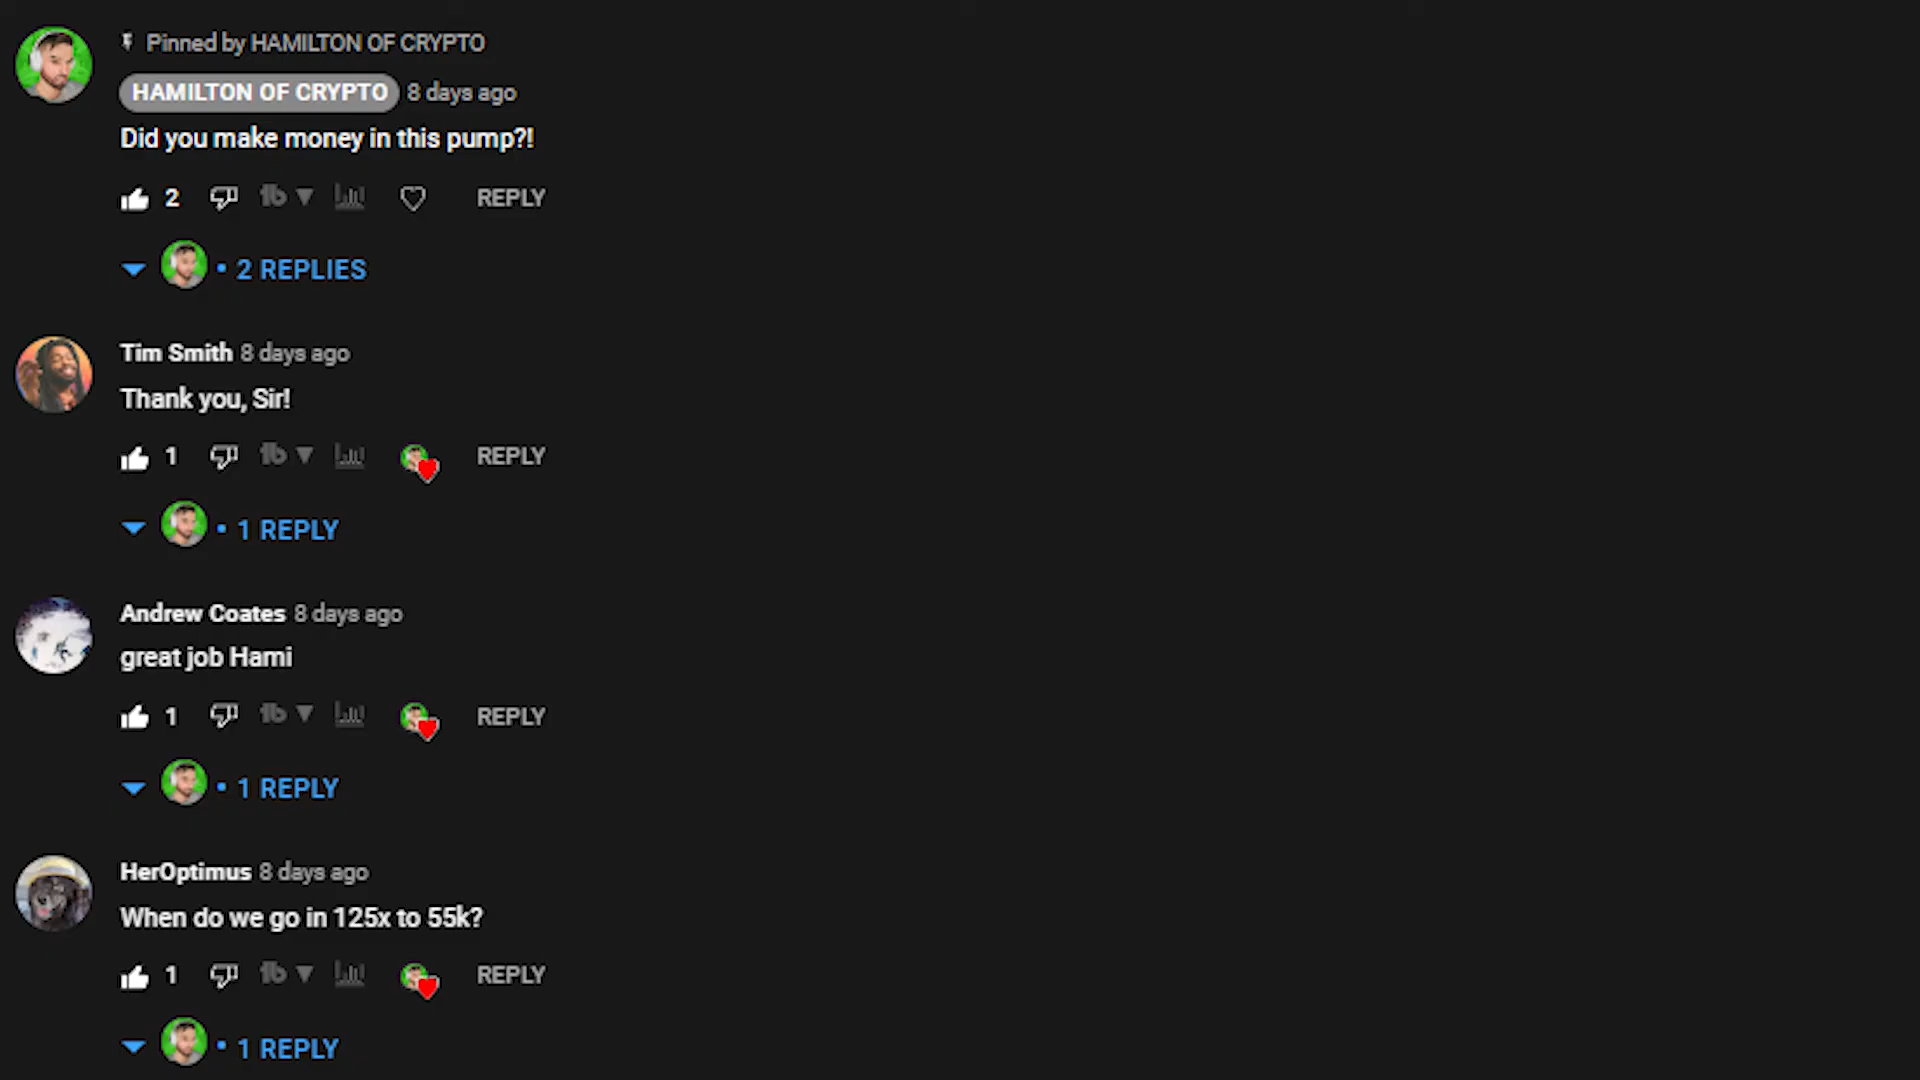 Pinned by HAMILTON OF CRYPTO
HAMILTON OF CRYPTO 8 days ago
Did you make money in this pump?!
2 REPLY
• 2 REPLIES
Tim Smith 8 days ago
Thank you, Sir!
1 REPLY
• 1 REPLY
Andrew Coates 8 days ago
great job Hami
1 REPLY
• 1 REPLY
HerOptimus 8 days ago
When do we go in 125x to 55k?
1 REPLY
• 1 REPLY